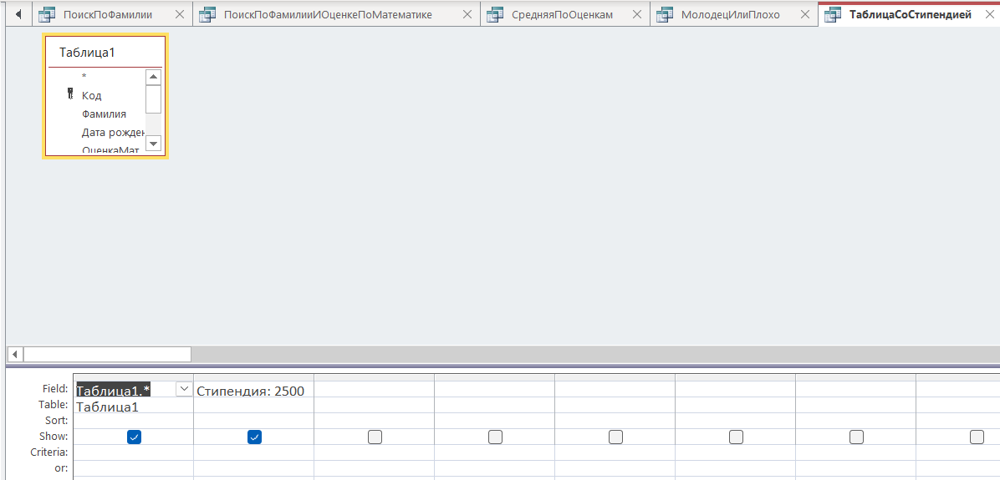 ПоискПоФамилии ПоискПоФамилииИОценкеПоМатематике СредняяПоОценкам МолодецИлиПлохо ТаблицаСоСтипендией
Таблица1
*
Код
Фамилия
Дата рожден
ОценкаМат
Field: Таблица1.* Стипендия: 2500
Table: Таблица1
Sort:
Show:
Criteria:
or: